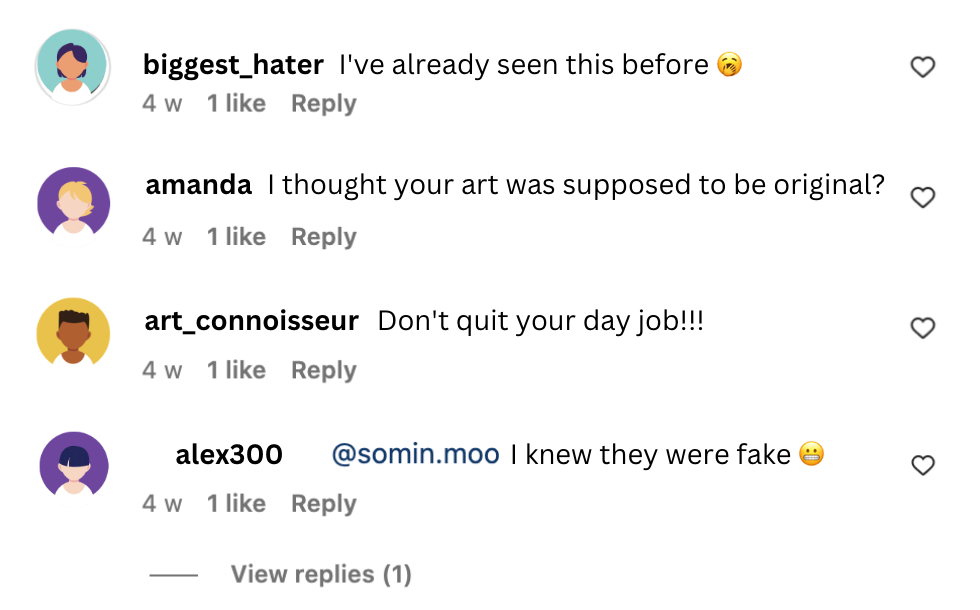 biggest_hater I've already seen this before 🥱
4 w 1 like Reply
amanda I thought your art was supposed to be original?
4 w 1 like Reply
art_connoisseur Don't quit your day job!!!
4 w 1 like Reply
alex300 @somin.moo I knew they were fake 😬
4 w 1 like Reply
View replies (1)